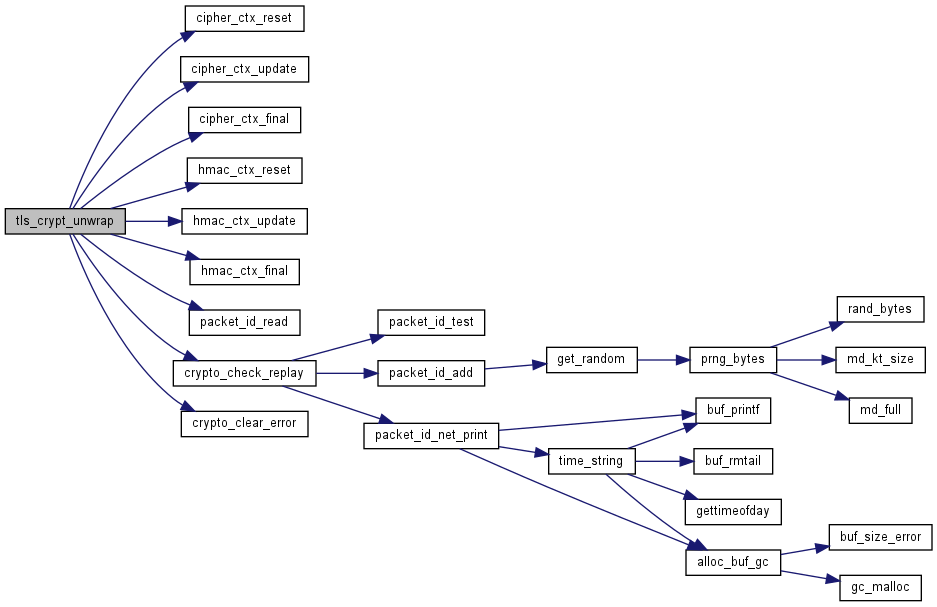 cipher_ctx_reset
cipher_ctx_update
cipher_ctx_final
hmac_ctx_reset
tls_crypt_unwrap
hmac_ctx_update
hmac_ctx_final
packet_id_read
packet_id_test
rand_bytes
crypto_check_replay
packet_id_add
get_random
prng_bytes
md_kt_size
md_full
crypto_clear_error
packet_id_net_print
buf_printf
time_string
buf_rmtail
gettimeofday
alloc_buf_gc
buf_size_error
gc_malloc